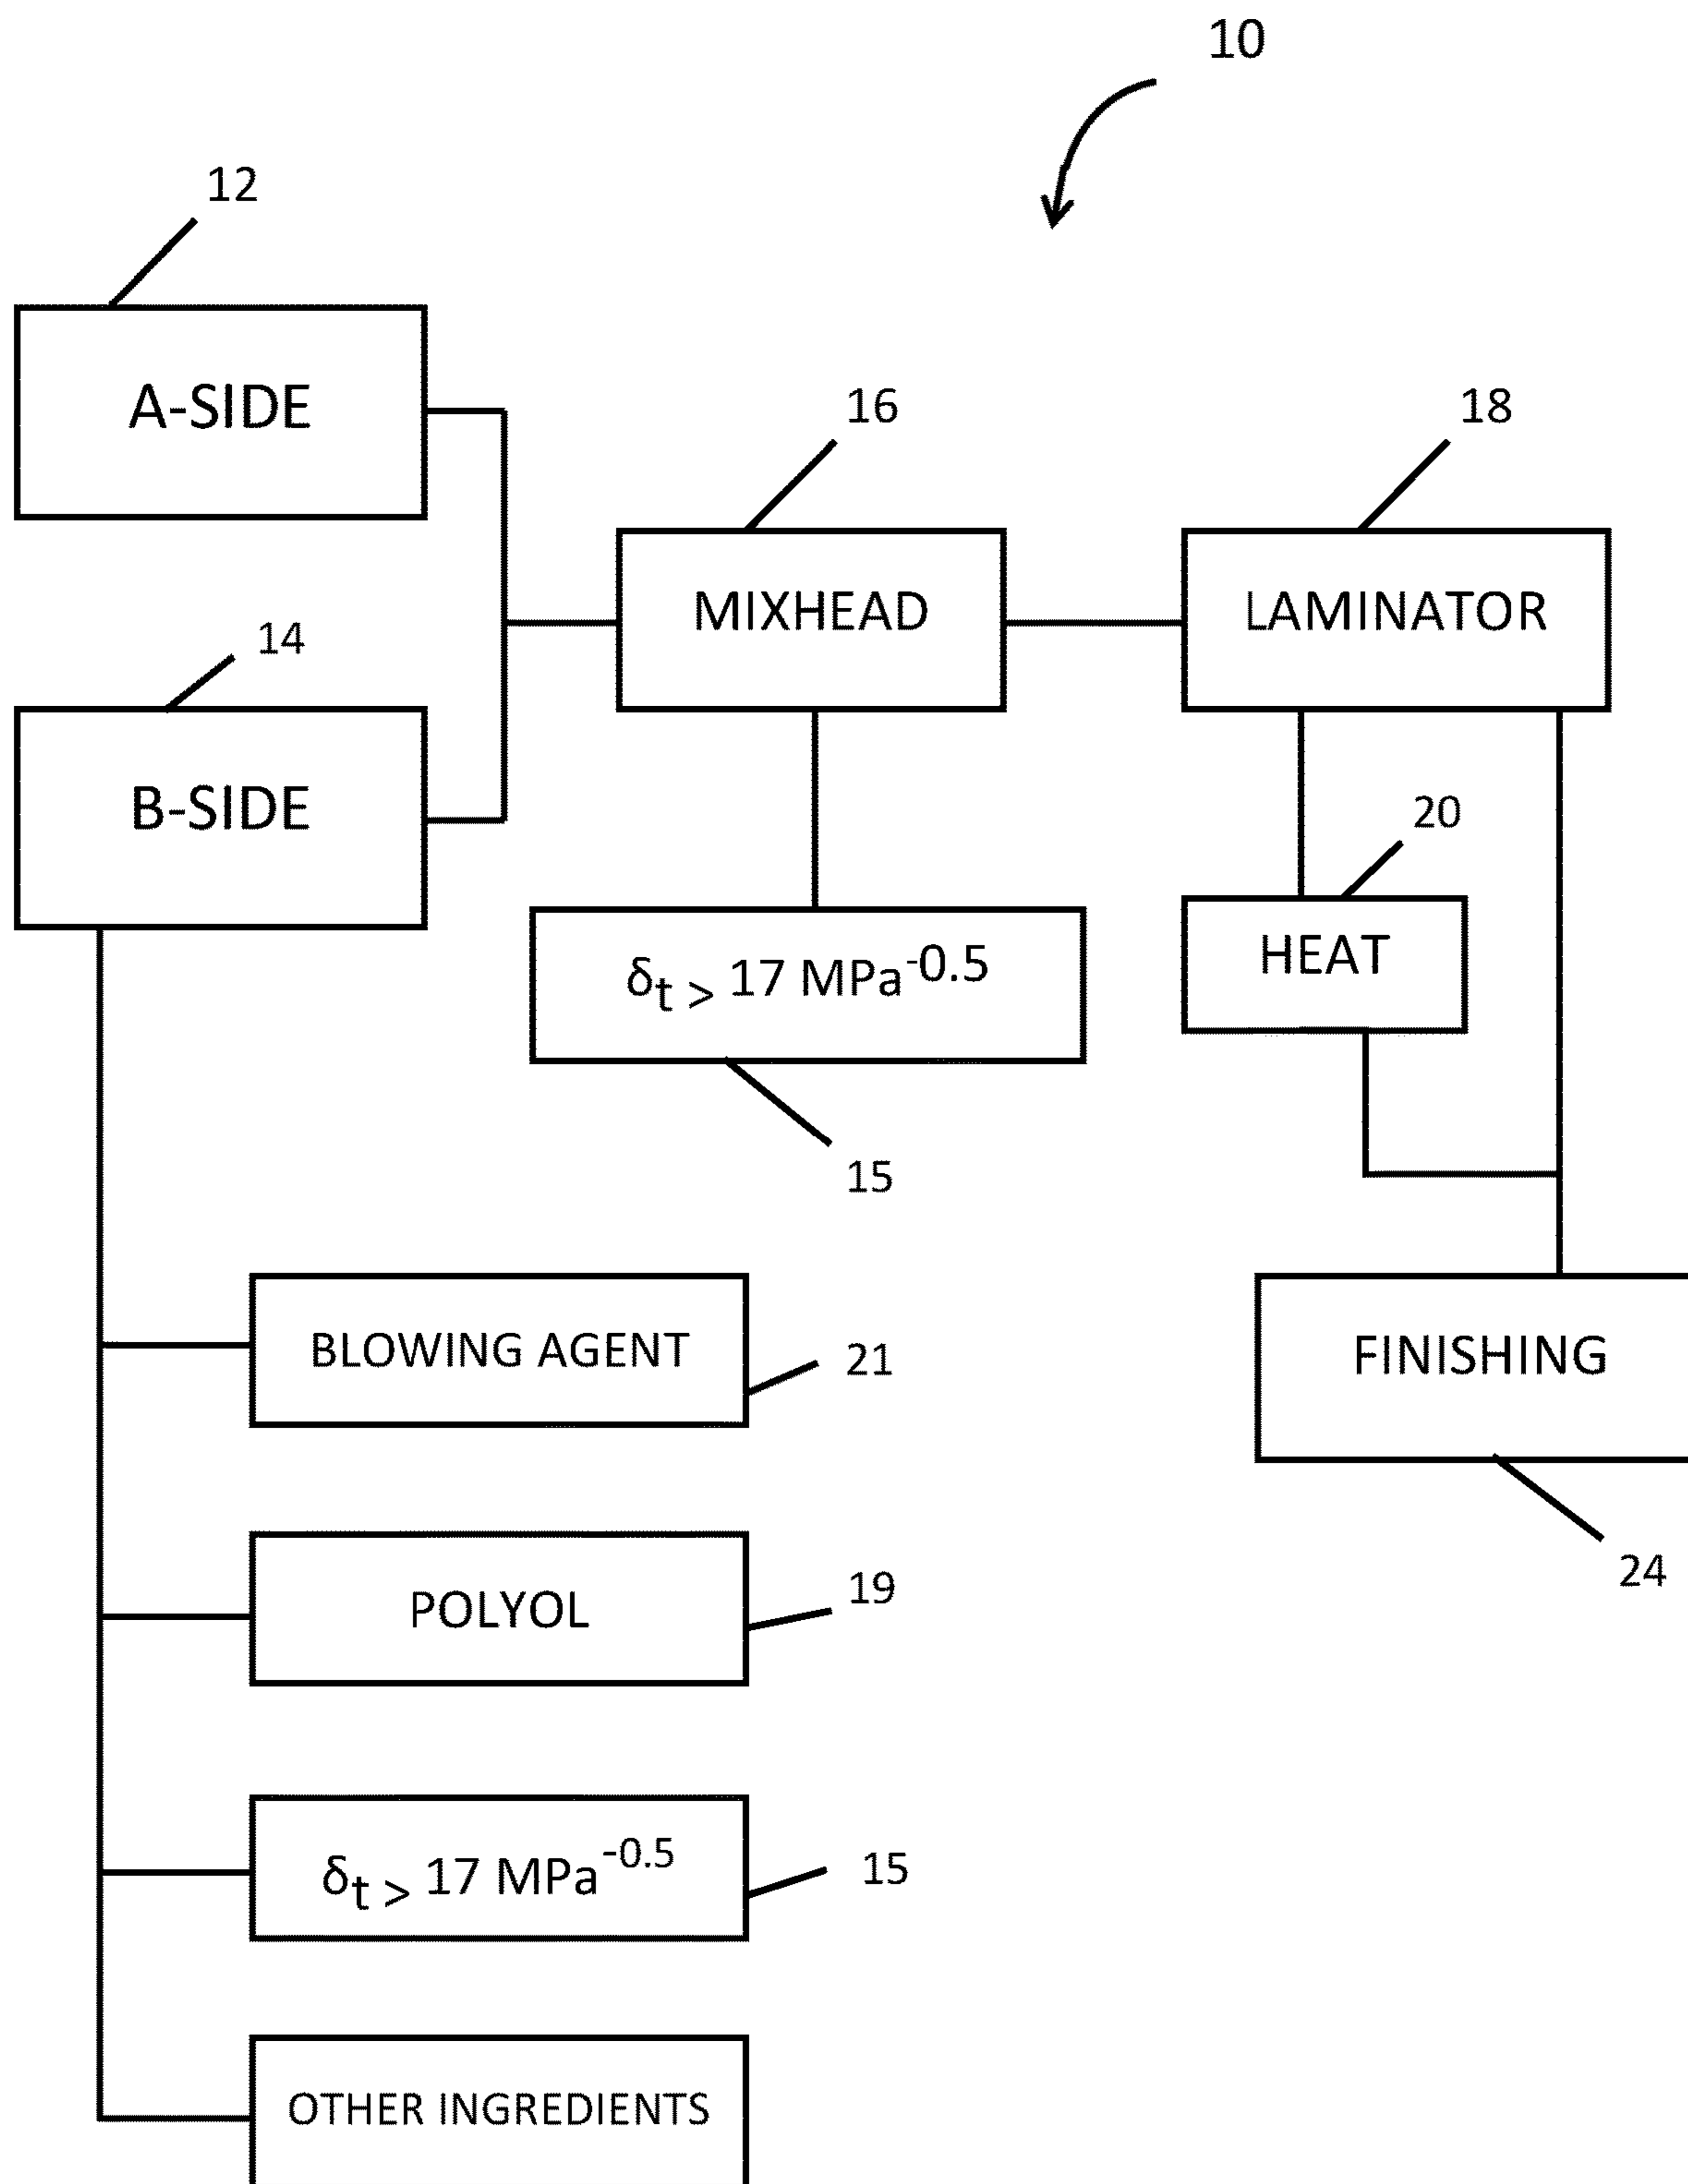 10
12
A-SIDE
16
18
MIXHEAD
LAMINATOR
14
B-SIDE
20
HEAT
δt > 17 MPa-0.5
15
BLOWING AGENT
21
FINISHING
24
POLYOL
19
δt > 17 MPa-0.5
15
OTHER INGREDIENTS